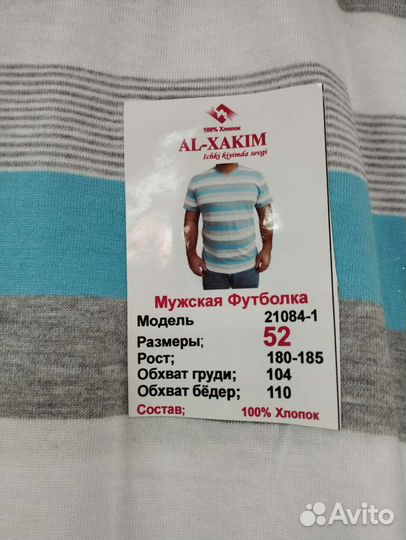 100% Хлопок
AL-XAKIM
Ichki kiyimda sevgi
Мужская Футболка
Модель 21084-1
Размеры; 52
Рост; 180-185
Обхват груди; 104
Обхват бёдер; 110
Состав; 100% Хлопок
Avito